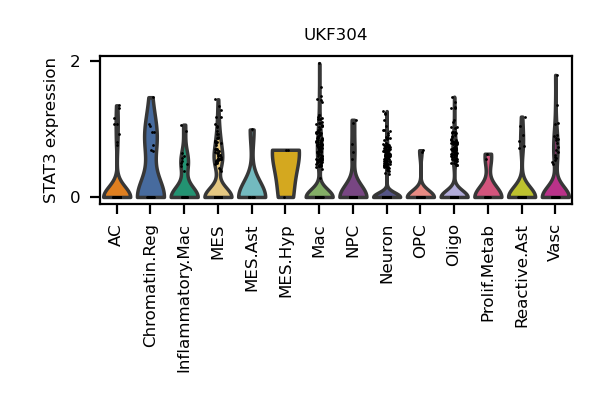 UKF304
STAT3 expression
2
0
AC
Chromatin.Reg
Inflammatory.Mac
MES
MES.Ast
MES.Hyp
Mac
NPC
Neuron
OPC
Oligo
Prolif.Metab
Reactive.Ast
Vasc